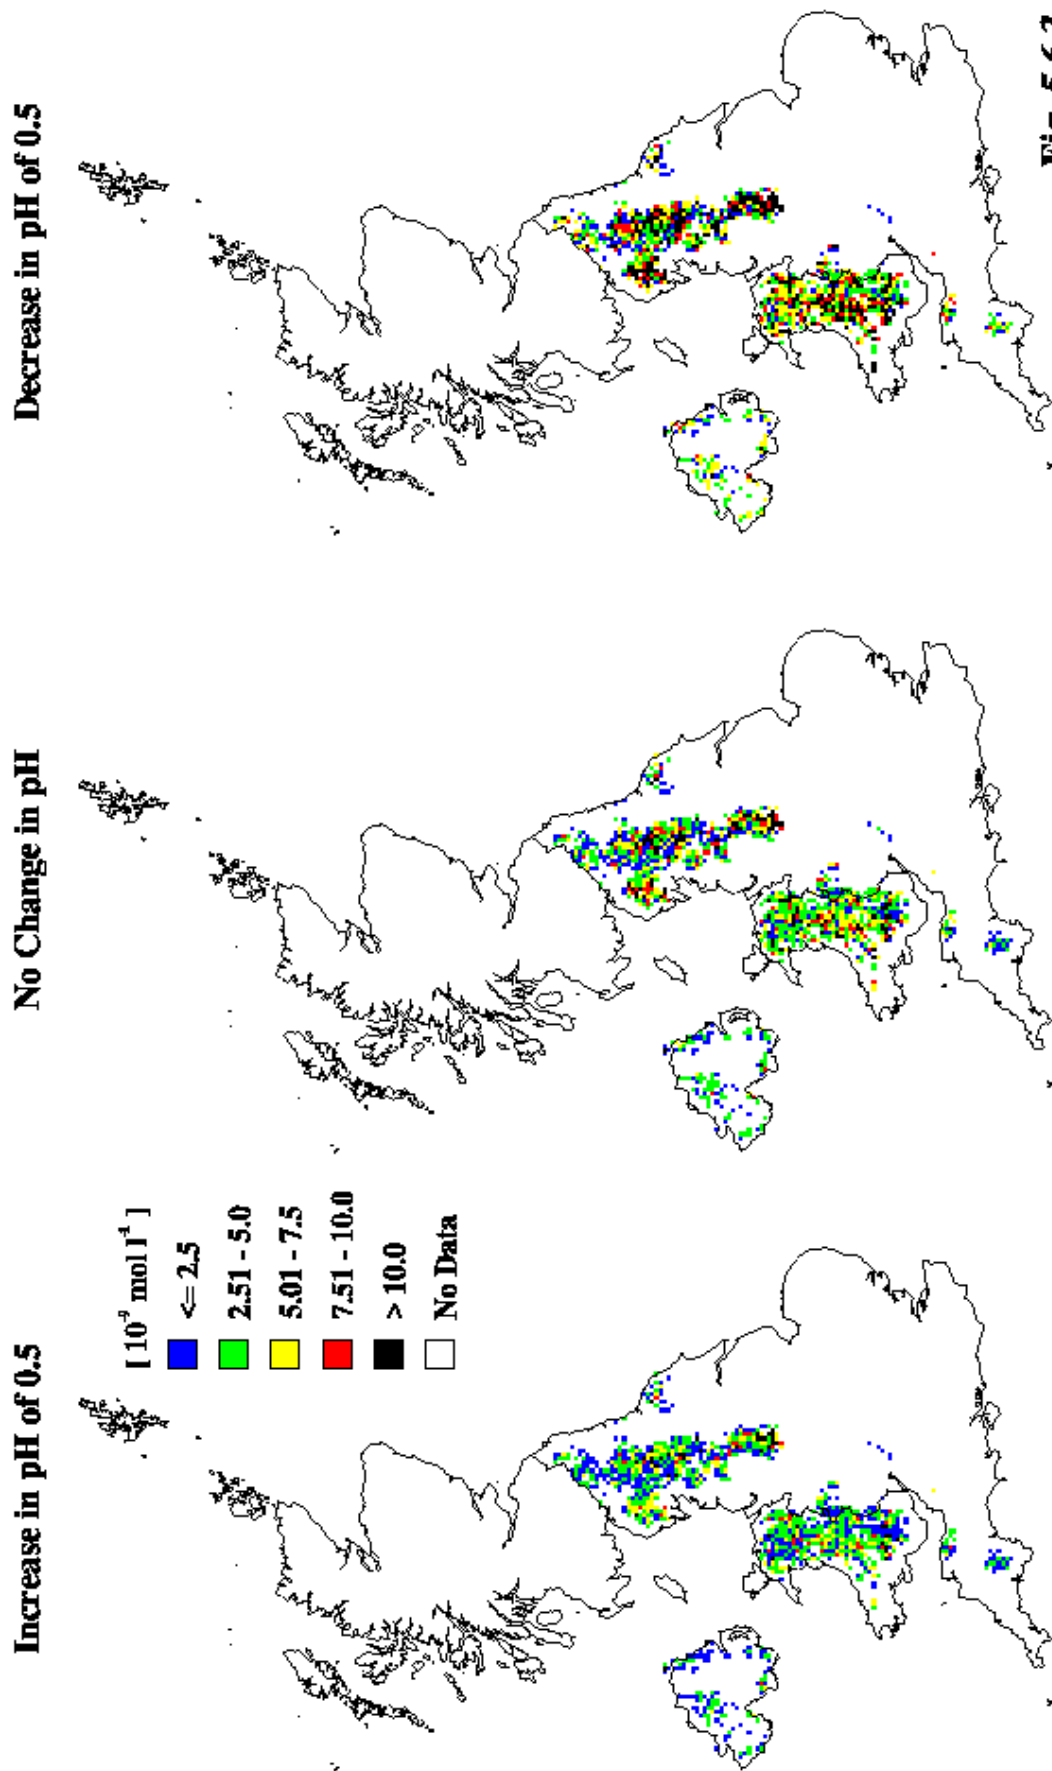 Increase in pH of 0.5
No Change in pH
Decrease in pH of 0.5
[ 10⁻⁹ mol l⁻¹ ]
<= 2.5
2.51 - 5.0
5.01 - 7.5
7.51 - 10.0
> 10.0
No Data